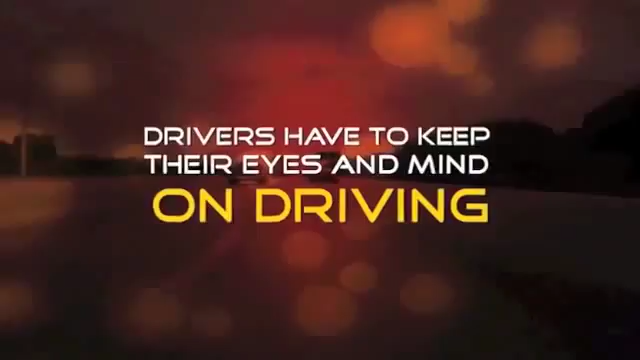 DRIVERS HAVE TO KEEP
THEIR EYES AND MIND
ON DRIVING